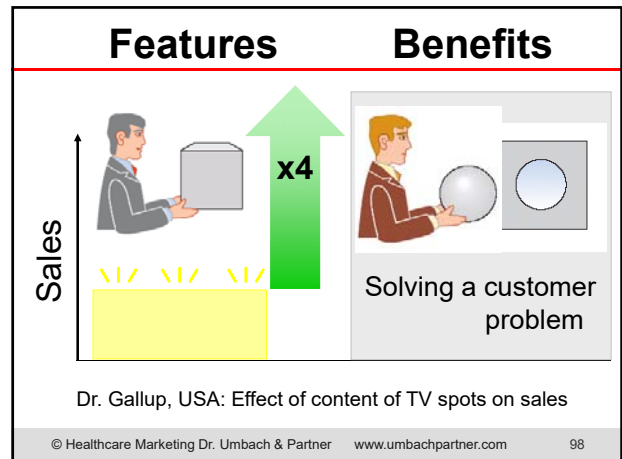 Features Benefits
x4
Sales
Solving a customer
problem
Dr. Gallup, USA: Effect of content of TV spots on sales
© Healthcare Marketing Dr. Umbach & Partner www.umbachpartner.com 98